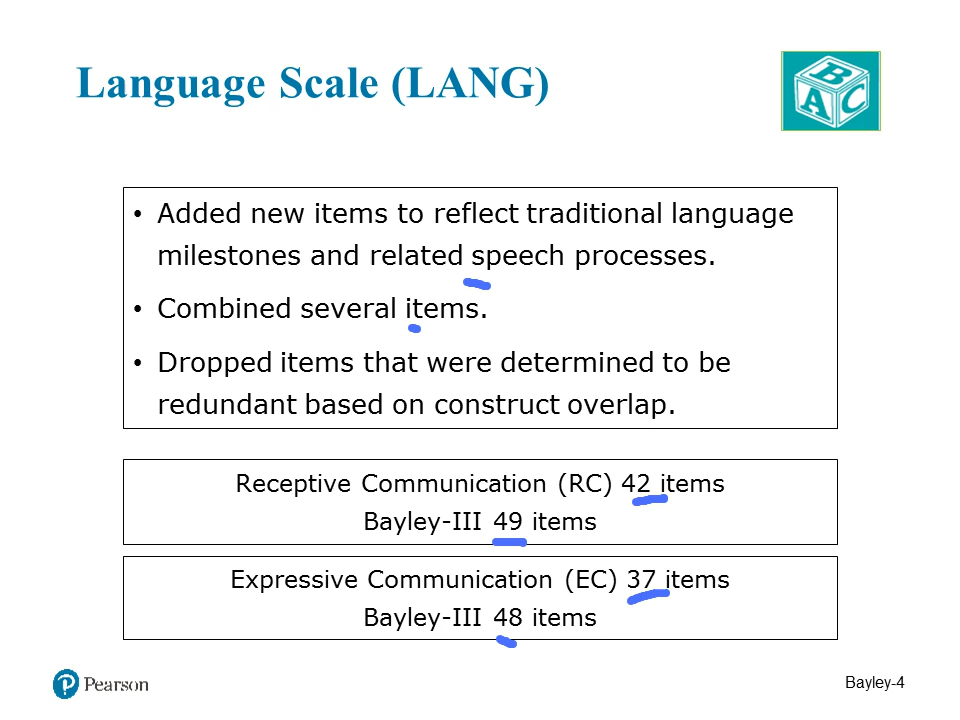 Language Scale (LANG)
B
A C
• Added new items to reflect traditional language
milestones and related speech processes.
• Combined several items.
• Dropped items that were determined to be
redundant based on construct overlap.
Receptive Communication (RC) 42 items
Bayley-III 49 items
Expressive Communication (EC) 37 items
Bayley-III 48 items
P Pearson
Bayley-4